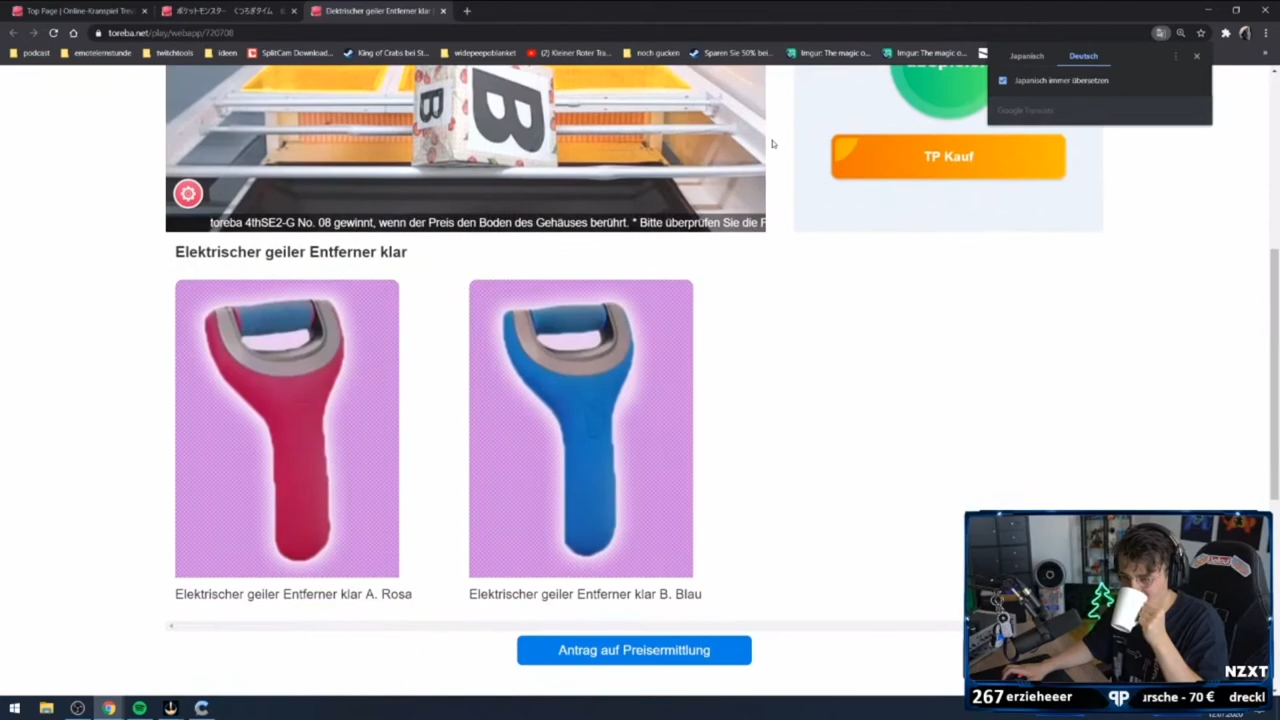 Top Page | Online-Kranspiel Trev
ポケットモンスター くつろぎタイム
Elektrischer geiler Entferner klar
toreba.net/play/webapp/720708
podcast
emotelernstunde
twitchtools
ideen
SplitCam Download...
King of Crabs bei St...
widepeepoblanket
(2) Kleiner Roter Tra...
noch gucken
Sparen Sie 50% bei...
Imgur: The magic o...
Imgur: The magic o...
Japanisch
Deutsch
Japanisch immer übersetzen
Google Translate
B
B
TP Kauf
toreba 4thSE2-G No. 08 gewinnt, wenn der Preis den Boden des Gehäuses berührt. * Bitte überprüfen Sie die F
Elektrischer geiler Entferner klar
Elektrischer geiler Entferner klar A. Rosa
Elektrischer geiler Entferner klar B. Blau
Antrag auf Preisermittlung
NZXT
267 erzieheeer
ursche - 70 €
dreckl